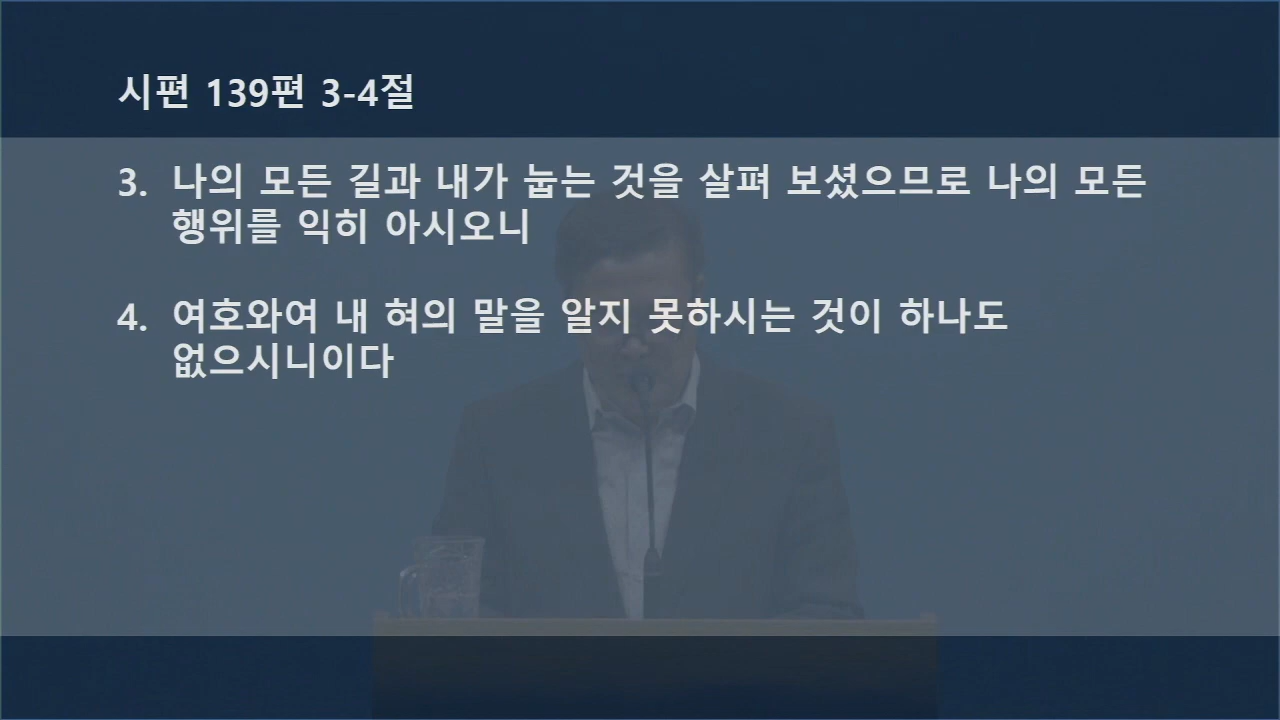 시편 139편 3-4절
3. 나의 모든 길과 내가 눕는 것을 살펴 보셨으므로 나의 모든
행위를 익히 아시오니
4. 여호와여 내 혀의 말을 알지 못하시는 것이 하나도
없으시니이다